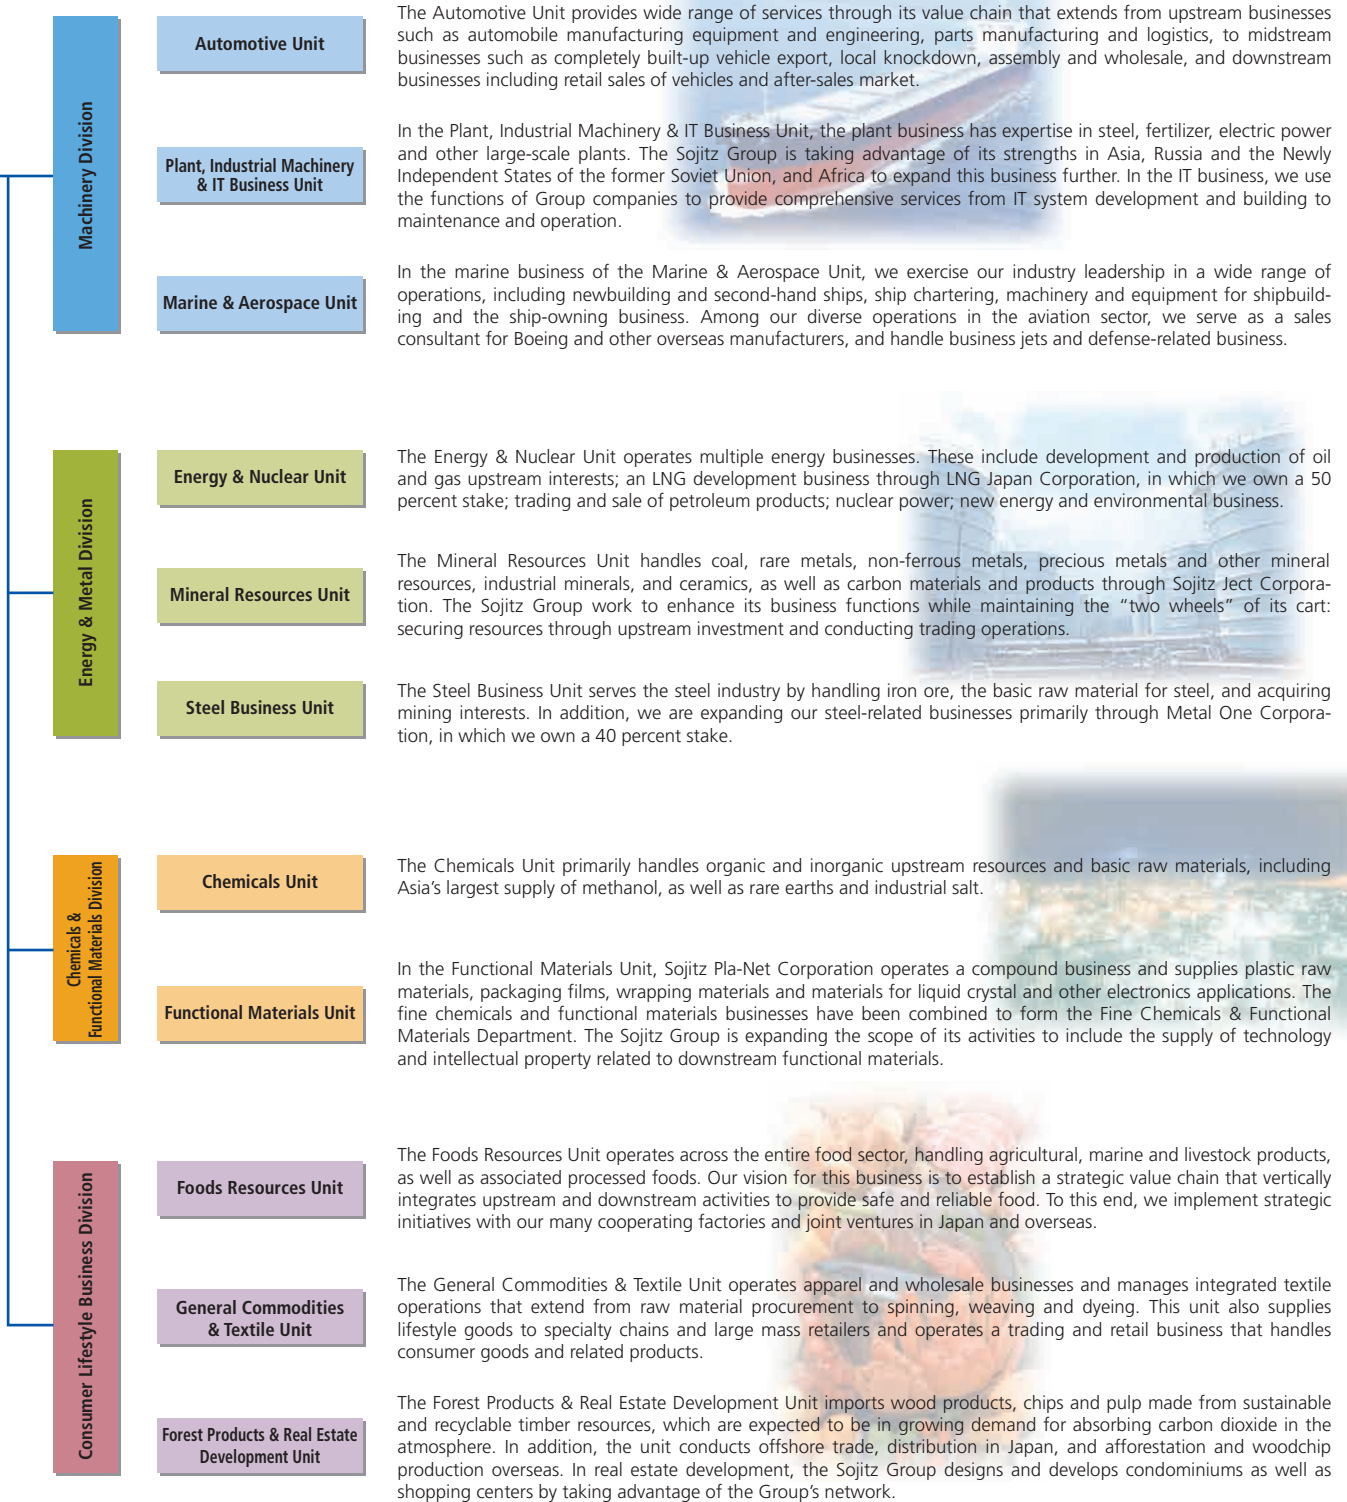 Machinery Division
Automotive Unit
The Automotive Unit provides wide range of services through its value chain that extends from upstream businesses
such as automobile manufacturing equipment and engineering, parts manufacturing and logistics, to midstream
businesses such as completely built-up vehicle export, local knockdown, assembly and wholesale, and downstream
businesses including retail sales of vehicles and after-sales market.
Plant, Industrial Machinery
& IT Business Unit
In the Plant, Industrial Machinery & IT Business Unit, the plant business has expertise in steel, fertilizer, electric power
and other large-scale plants. The Sojitz Group is taking advantage of its strengths in Asia, Russia and the Newly
Independent States of the former Soviet Union, and Africa to expand this business further. In the IT business, we use
the functions of Group companies to provide comprehensive services from IT system development and building to
maintenance and operation.
Marine & Aerospace Unit
In the marine business of the Marine & Aerospace Unit, we exercise our industry leadership in a wide range of
operations, including newbuilding and second-hand ships, ship chartering, machinery and equipment for shipbuild-
ing and the ship-owning business. Among our diverse operations in the aviation sector, we serve as a sales
consultant for Boeing and other overseas manufacturers, and handle business jets and defense-related business.
Energy & Metal Division
Energy & Nuclear Unit
The Energy & Nuclear Unit operates multiple energy businesses. These include development and production of oil
and gas upstream interests; an LNG development business through LNG Japan Corporation, in which we own a 50
percent stake; trading and sale of petroleum products; nuclear power; new energy and environmental business.
Mineral Resources Unit
The Mineral Resources Unit handles coal, rare metals, non-ferrous metals, precious metals and other mineral
resources, industrial minerals, and ceramics, as well as carbon materials and products through Sojitz Ject Corpora-
tion. The Sojitz Group work to enhance its business functions while maintaining the “two wheels” of its cart:
securing resources through upstream investment and conducting trading operations.
Steel Business Unit
The Steel Business Unit serves the steel industry by handling iron ore, the basic raw material for steel, and acquiring
mining interests. In addition, we are expanding our steel-related businesses primarily through Metal One Corpora-
tion, in which we own a 40 percent stake.
Chemicals &
Functional Materials Division
Chemicals Unit
The Chemicals Unit primarily handles organic and inorganic upstream resources and basic raw materials, including
Asia’s largest supply of methanol, as well as rare earths and industrial salt.
Functional Materials Unit
In the Functional Materials Unit, Sojitz Pla-Net Corporation operates a compound business and supplies plastic raw
materials, packaging films, wrapping materials and materials for liquid crystal and other electronics applications. The
fine chemicals and functional materials businesses have been combined to form the Fine Chemicals & Functional
Materials Department. The Sojitz Group is expanding the scope of its activities to include the supply of technology
and intellectual property related to downstream functional materials.
Consumer Lifestyle Business Division
Foods Resources Unit
The Foods Resources Unit operates across the entire food sector, handling agricultural, marine and livestock products,
as well as associated processed foods. Our vision for this business is to establish a strategic value chain that vertically
integrates upstream and downstream activities to provide safe and reliable food. To this end, we implement strategic
initiatives with our many cooperating factories and joint ventures in Japan and overseas.
General Commodities
& Textile Unit
The General Commodities & Textile Unit operates apparel and wholesale businesses and manages integrated textile
operations that extend from raw material procurement to spinning, weaving and dyeing. This unit also supplies
lifestyle goods to specialty chains and large mass retailers and operates a trading and retail business that handles
consumer goods and related products.
Forest Products & Real Estate
Development Unit
The Forest Products & Real Estate Development Unit imports wood products, chips and pulp made from sustainable
and recyclable timber resources, which are expected to be in growing demand for absorbing carbon dioxide in the
atmosphere. In addition, the unit conducts offshore trade, distribution in Japan, and afforestation and woodchip
production overseas. In real estate development, the Sojitz Group designs and develops condominiums as well as
shopping centers by taking advantage of the Group’s network.